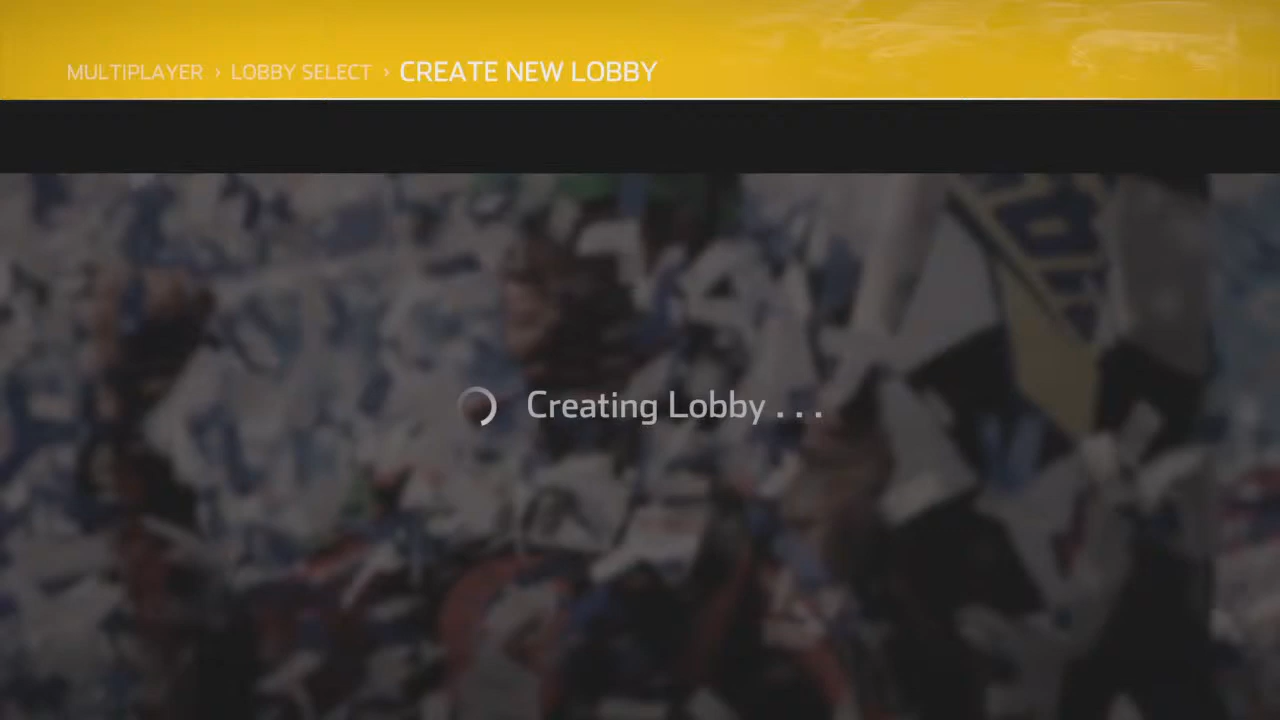 MULTIPLAYER › LOBBY SELECT › CREATE NEW LOBBY
Creating Lobby . . .